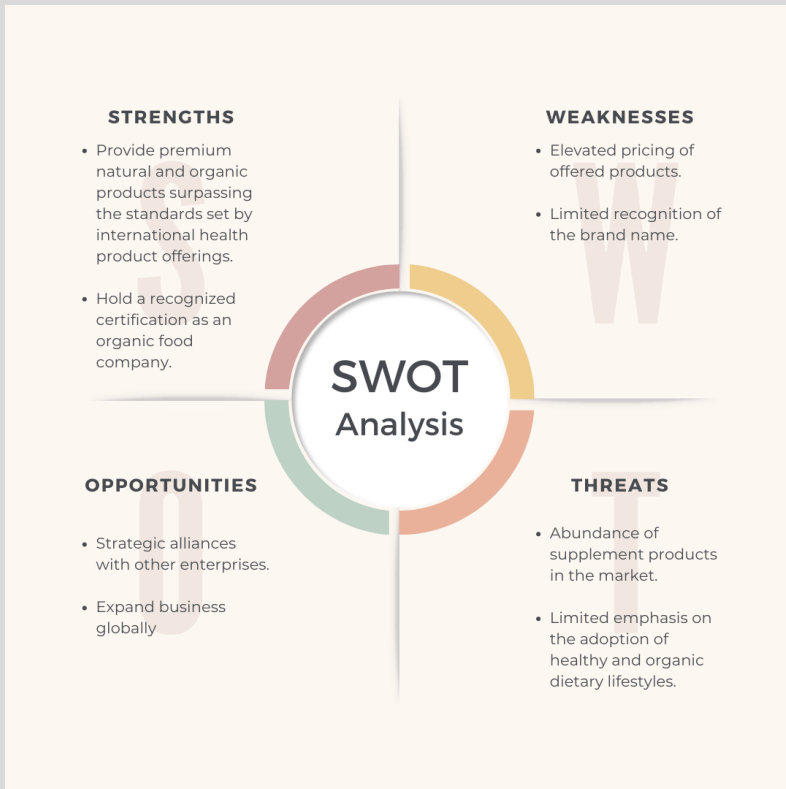 STRENGTHS
• Provide premium
natural and organic
products surpassing
the standards set by
international health
product offerings.
• Hold a recognized
certification as an
organic food
company.
S
WEAKNESSES
• Elevated pricing of
offered products.
• Limited recognition of
the brand name.
W
SWOT
Analysis
OPPORTUNITIES
• Strategic alliances
with other enterprises.
• Expand business
globally
O
THREATS
• Abundance of
supplement products
in the market.
• Limited emphasis on
the adoption of
healthy and organic
dietary lifestyles.
T